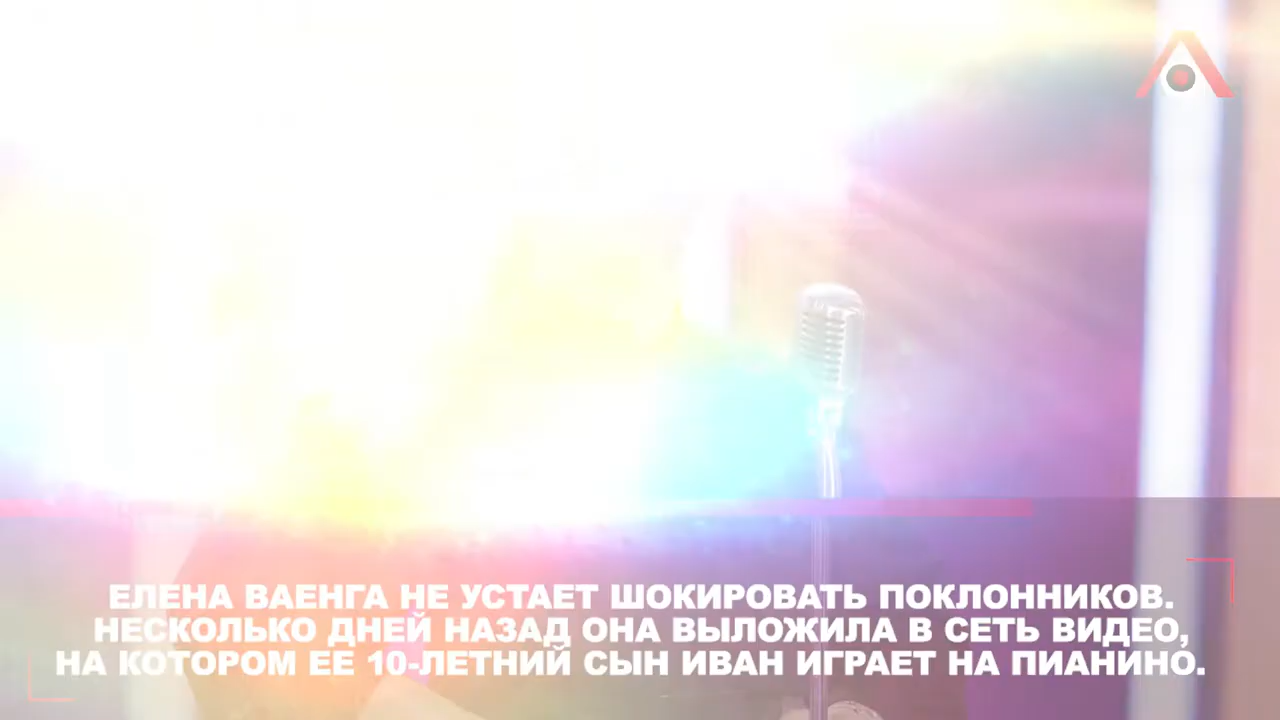 ЕЛЕНА ВАЕНГА НЕ УСТАЕТ ШОКИРОВАТЬ ПОКЛОННИКОВ.
НЕСКОЛЬКО ДНЕЙ НАЗАД ОНА ВЫЛОЖИЛА В СЕТЬ ВИДЕО,
НА КОТОРОМ ЕЕ 10-ЛЕТНИЙ СЫН ИВАН ИГРАЕТ НА ПИАНИНО.